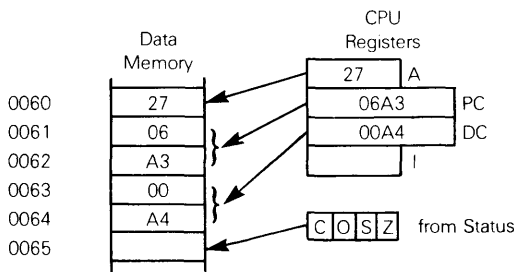 CPU
Registers
Data
Memory
27 A
0060 27 06A3 PC
0061 06 00A4 DC
0062 A3 I
0063 00
0064 A4 C O S Z from Status
0065